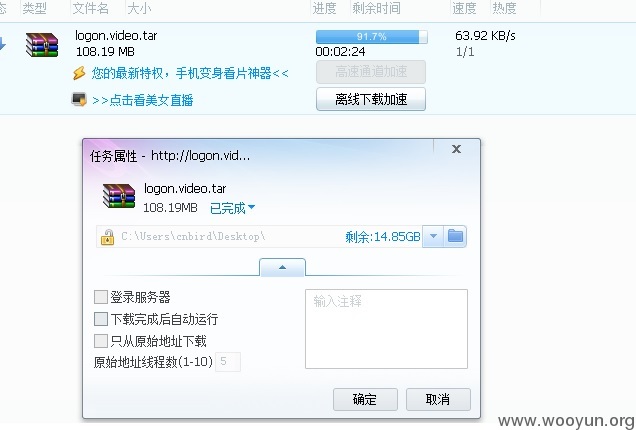 态 类型 文件名 大小 进度 剩余时间 速度 热度
logon.video.tar 91.7% 63.92 KB/s
108.19 MB 00:02:24 1/1
您的最新特权，手机变身看片神器<< 高速通道加速
>>点击看美女直播 离线下载加速
任务属性 - http://logon.vid... x
logon.video.tar
108.19MB 已完成
C:\Users\cnbird\Desktop\ 剩余:14.85GB
登录服务器 输入注释
下载完成后自动运行
只从原始地址下载
原始地址线程数(1-10) 5
确定 取消
www.wooyun.org